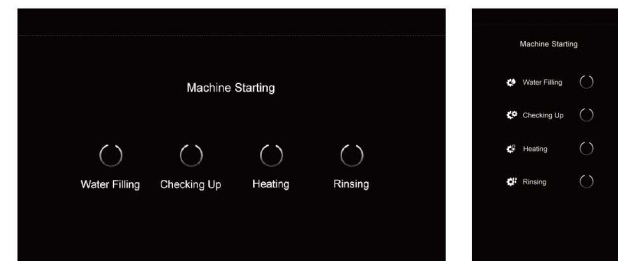 Machine Starting
Water Filling Checking Up Heating Rinsing
Machine Starting
Water Filling
Checking Up
Heating
Rinsing